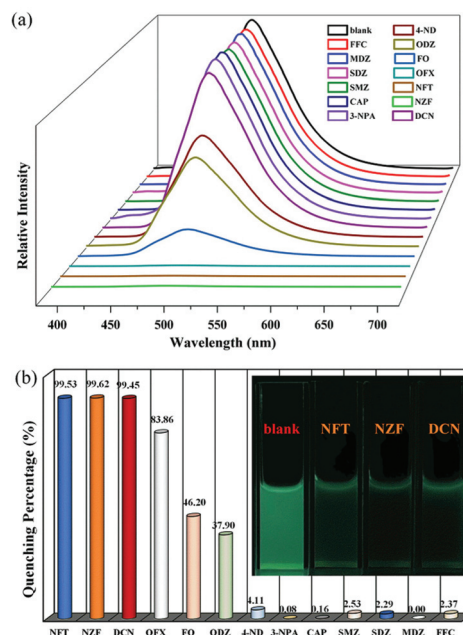 (a)
blank 4-ND
FFC ODZ
MDZ FO
SDZ OFX
SMZ NFT
CAP NZF
3-NPA DCN
Relative Intensity
400 450 500 550 600 650 700
Wavelength (nm)
(b)
Quenching Percentage (%)
99.53 99.62 99.45 83.86 46.20 37.90 4.11 0.08 0.16 2.53 2.29 0.00 2.37
blank NFT NZF DCN
NFT NZF DCN OFX FO ODZ 4-ND 3-NPA CAP SMZ SDZ MDZ FFC